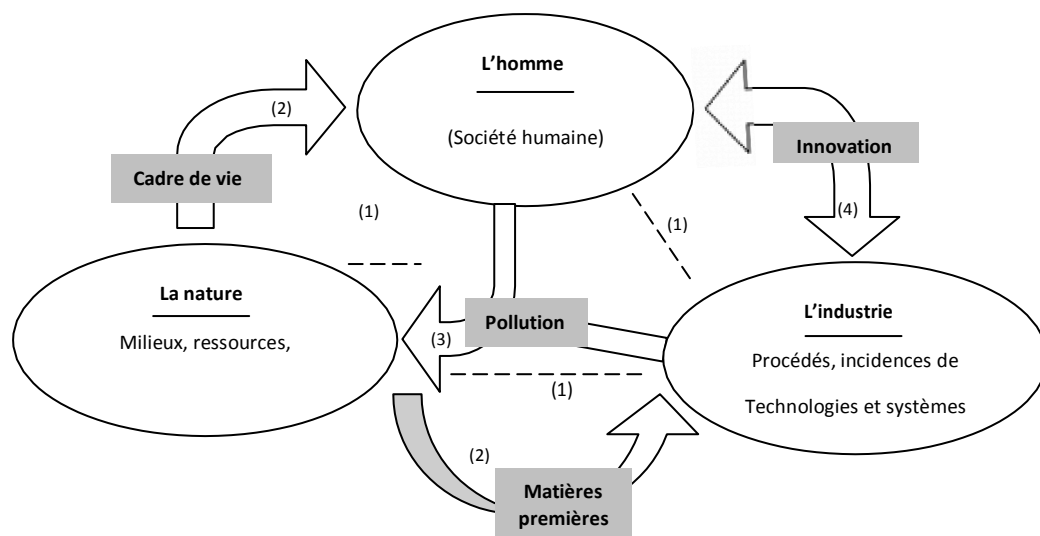 L'homme
(Société humaine)
(2)
Innovation
Cadre de vie
(1)
(1)
(4)
La nature
Milieux, ressources,
(3)
Pollution
L'industrie
Procédés, incidences de
Technologies et systèmes
(1)
(2)
Matières
premières